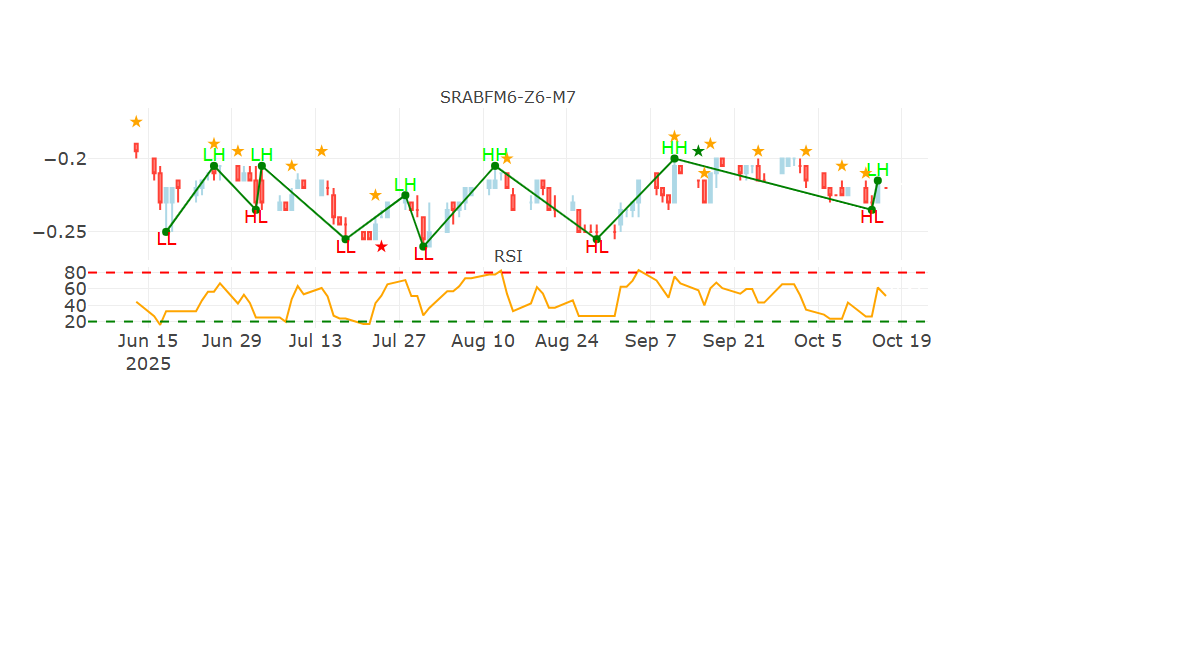 SRABFM6-Z6-M7
−0.2
−0.25
LL
LH
HL
LH
LL
LH
LL
HH
HL
HH
HL
LH
RSI
80
60
40
20
Jun 15
2025
Jun 29
Jul 13
Jul 27
Aug 10
Aug 24
Sep 7
Sep 21
Oct 5
Oct 19